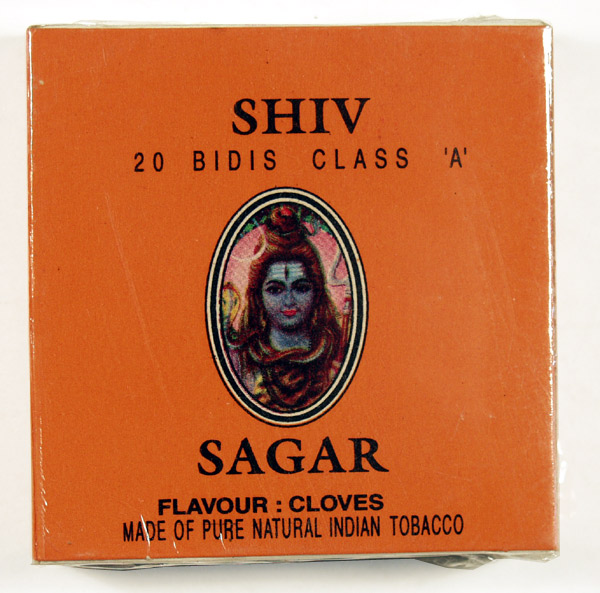 SHIV
20 BIDIS CLASS 'A'
SAGAR
FLAVOUR : CLOVES
MADE OF PURE NATURAL INDIAN TOBACCO